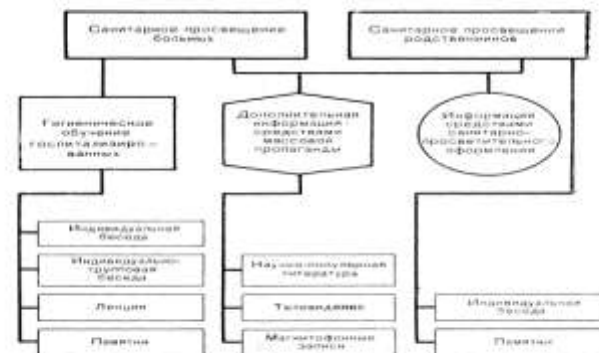 Санитарное просвещение
больных
Санитарное просвещение
родственников
Гигиеническое
обучение
госпитализиро-
ванных
Дополнительная
информация
средствами
массовой
пропаганды
Информация
средствами
санитарно-
просветительного
оформления
Индивидуальная
беседа
Индивидуально-
групповая
беседа
Лекция
Памятка
Научно-популярная
литература
Телевидение
Магнитофонные
записи
Индивидуальная
беседа
Памятки